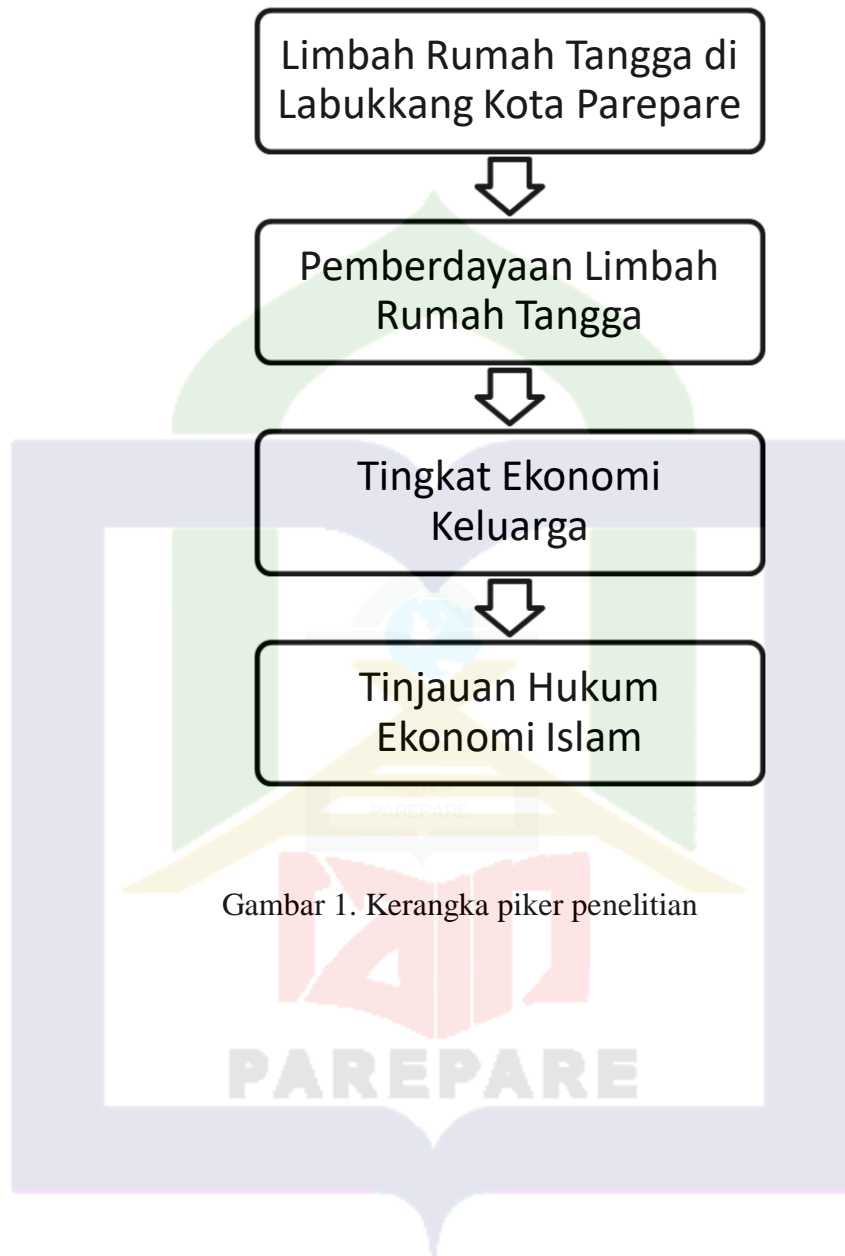 Limbah Rumah Tangga di
Labukkang Kota Parepare
Pemberdayaan Limbah
Rumah Tangga
Tingkat Ekonomi
Keluarga
Tinjauan Hukum
Ekonomi Islam
PAREPARE
Gambar 1. Kerangka piker penelitian
PAREPARE